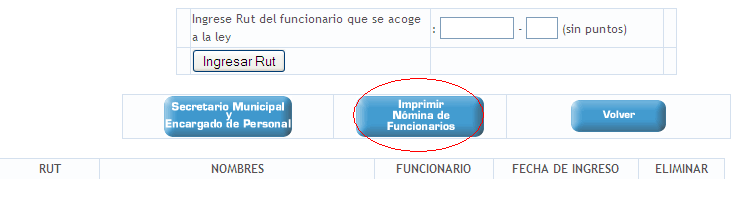 Ingrese Rut del funcionario que se acoge
a la ley
: - (sin puntos)
Ingresar Rut
Secretario Municipal
y
Encargado de Personal
Imprimir
Nómina de
Funcionarios
Volver
RUT NOMBRES FUNCIONARIO FECHA DE INGRESO ELIMINAR